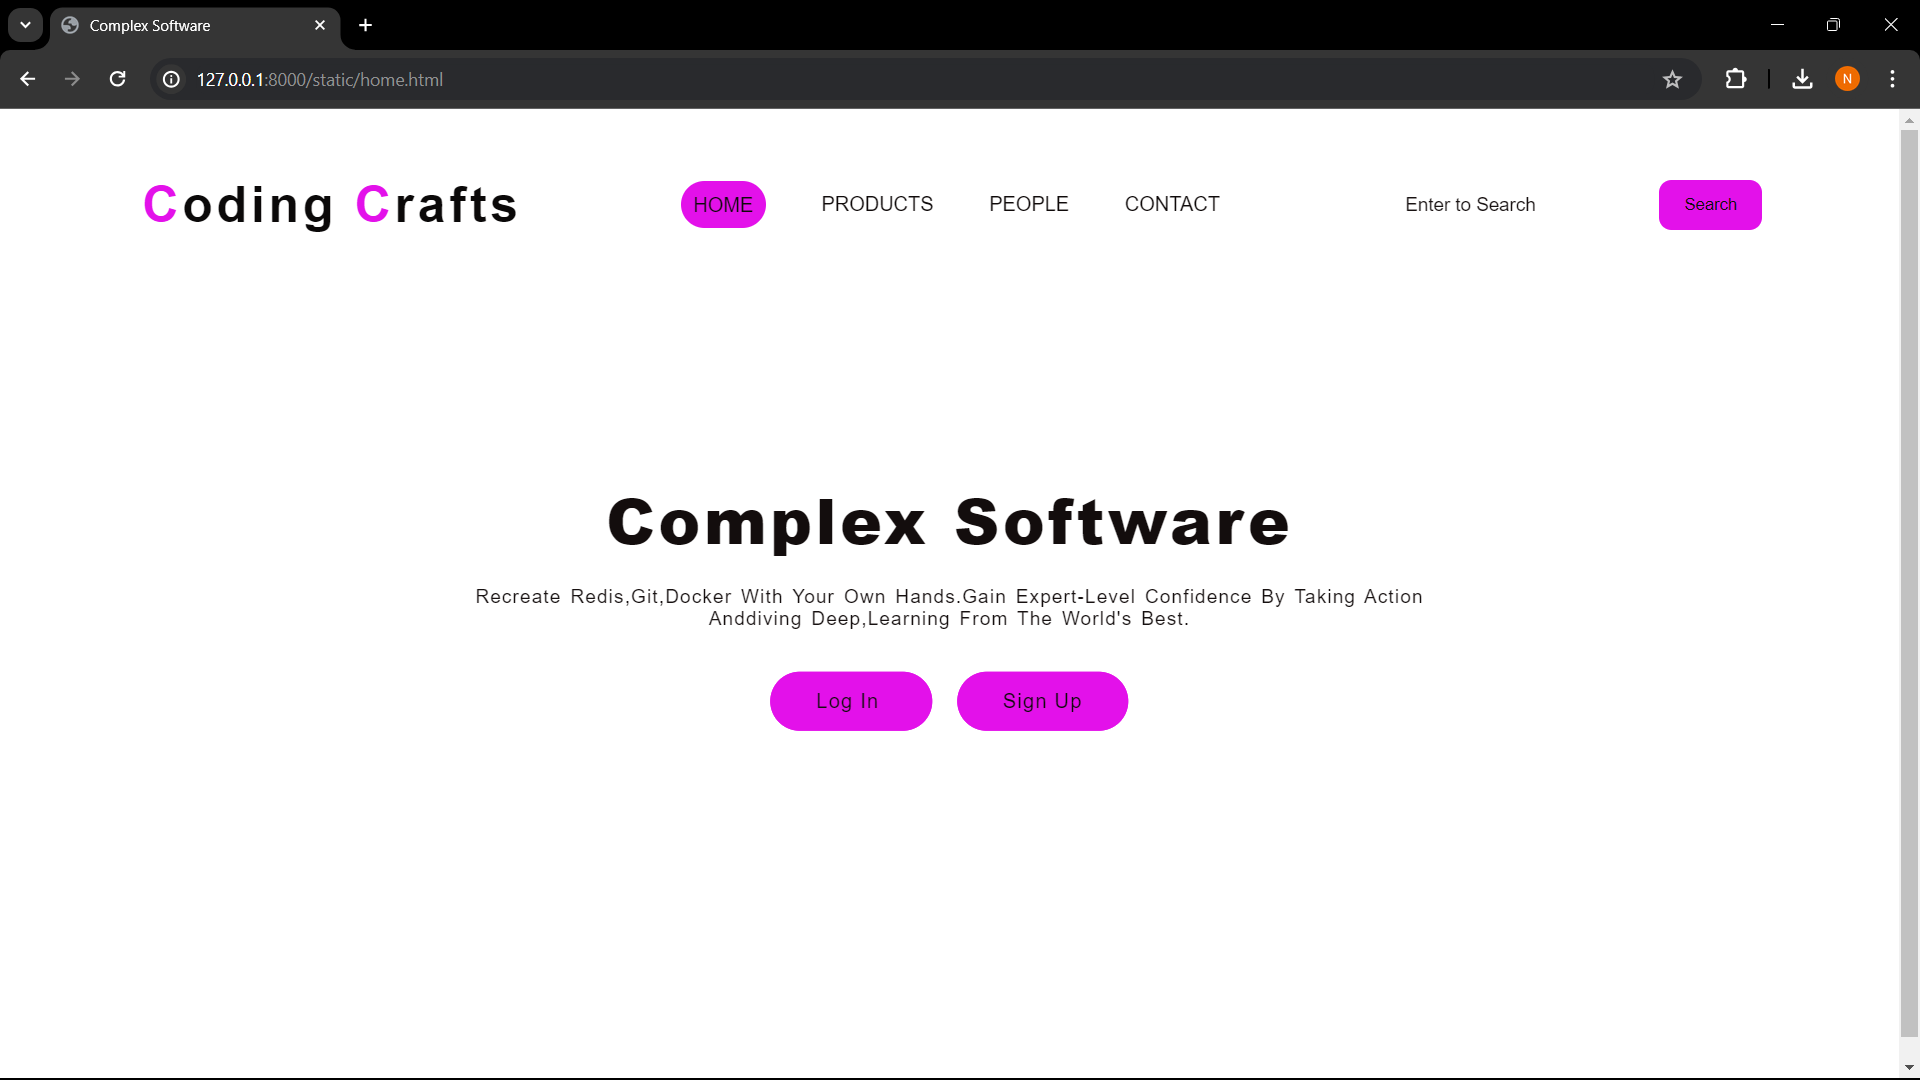 Complex Software
127.0.0.1:8000/static/home.html
N
Coding Crafts
HOME PRODUCTS PEOPLE CONTACT Enter to Search Search
Complex Software
Recreate Redis,Git,Docker With Your Own Hands.Gain Expert-Level Confidence By Taking Action
Anddiving Deep,Learning From The World's Best.
Log In Sign Up